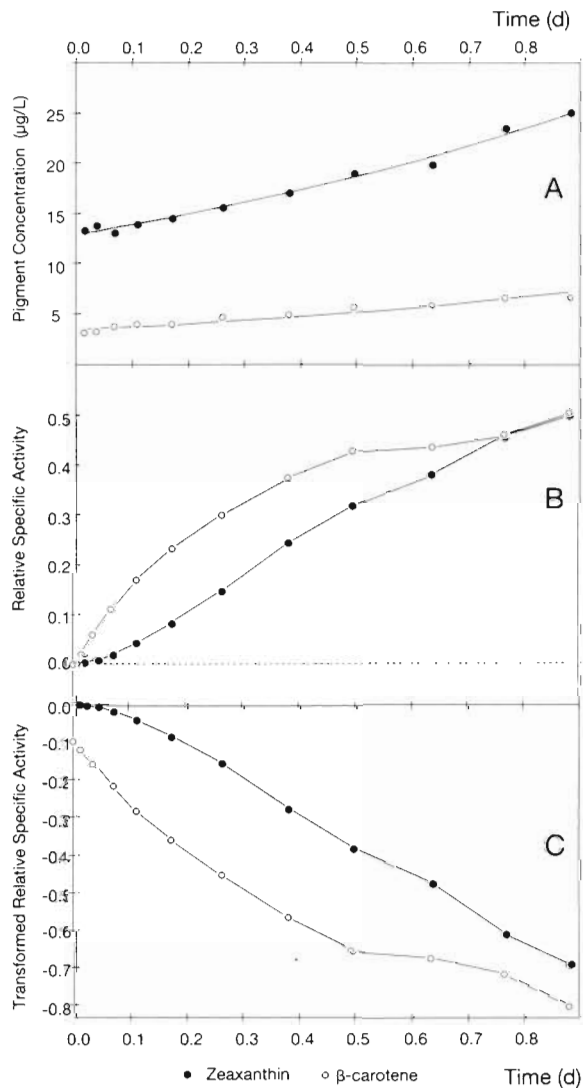 Time (d)
0.0 0.1 0.2 0.3 0.4 0.5 0.6 0.7 0.8
Pigment Concentration (µg/L)
25
20
15
10
5
A
Relative Specific Activity
0.5
0.4
0.3
0.2
0.1
0.0
B
Transformed Relative Specific Activity
0.0
-0.1
-0.2
-0.3
-0.4
-0.5
-0.6
-0.7
-0.8
C
0.0 0.1 0.2 0.3 0.4 0.5 0.6 0.7 0.8
● Zeaxanthin ○ β-carotene Time (d)